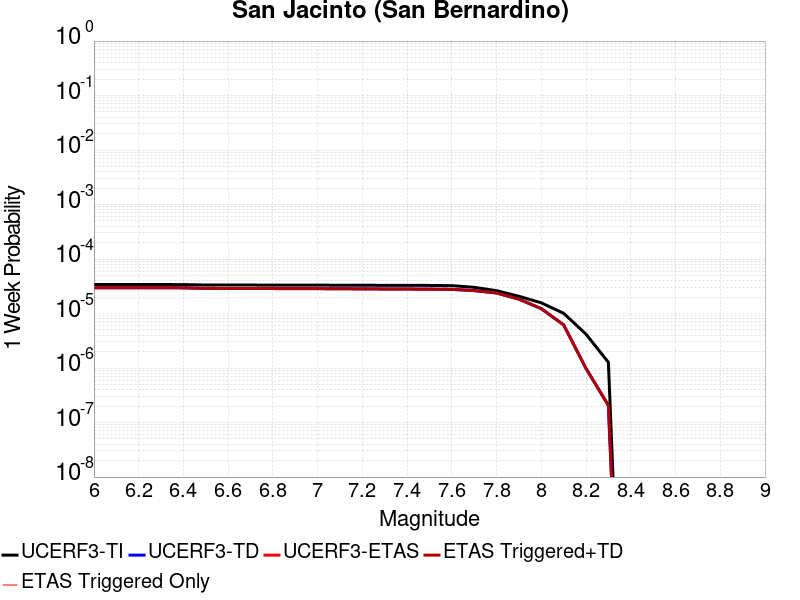 San Jacinto (San Bernardino)
10^0
10^-1
10^-2
10^-3
10^-4
10^-5
10^-6
10^-7
10^-8
1 Week Probability
6 6.2 6.4 6.6 6.8 7 7.2 7.4 7.6 7.8 8 8.2 8.4 8.6 8.8 9
Magnitude
UCERF3-TI UCERF3-TD UCERF3-ETAS ETAS Triggered+TD
ETAS Triggered Only